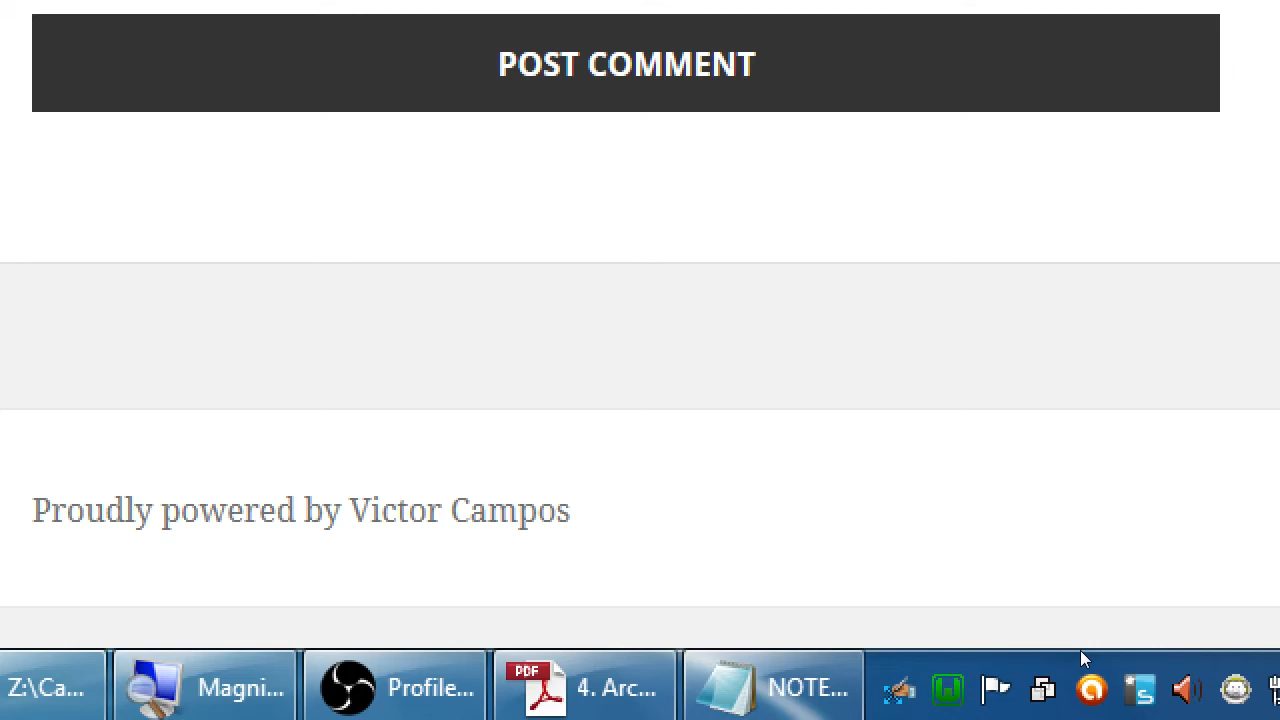 POST COMMENT
Proudly powered by Victor Campos
Z:\Ca... Magni... Profile... PDF 4. Arc... NOTE...